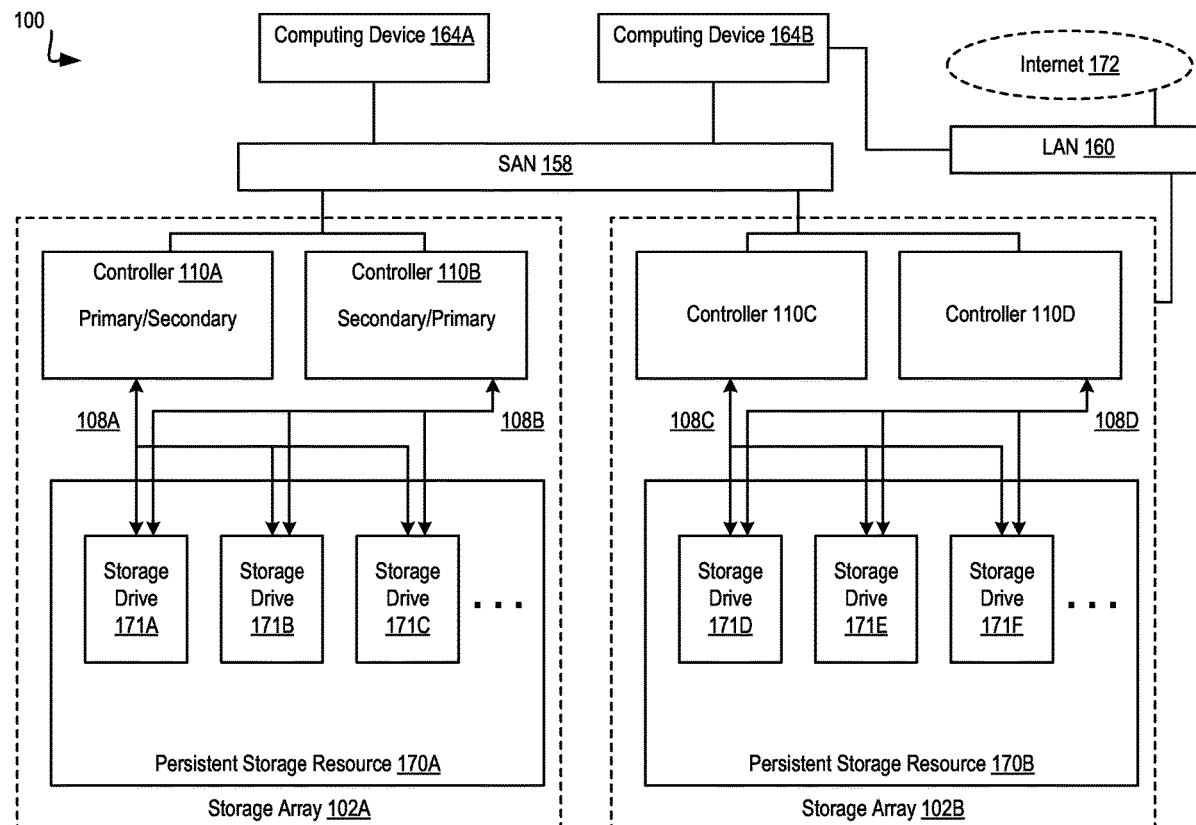 100
Computing Device 164A
Computing Device 164B
Internet 172
LAN 160
SAN 158
Controller 110A
Primary/Secondary
Controller 110B
Secondary/Primary
Controller 110C
Controller 110D
108A
108B
108C
108D
Storage
Drive
171A
Storage
Drive
171B
Storage
Drive
171C
Storage
Drive
171D
Storage
Drive
171E
Storage
Drive
171F
Persistent Storage Resource 170A
Persistent Storage Resource 170B
Storage Array 102A
Storage Array 102B